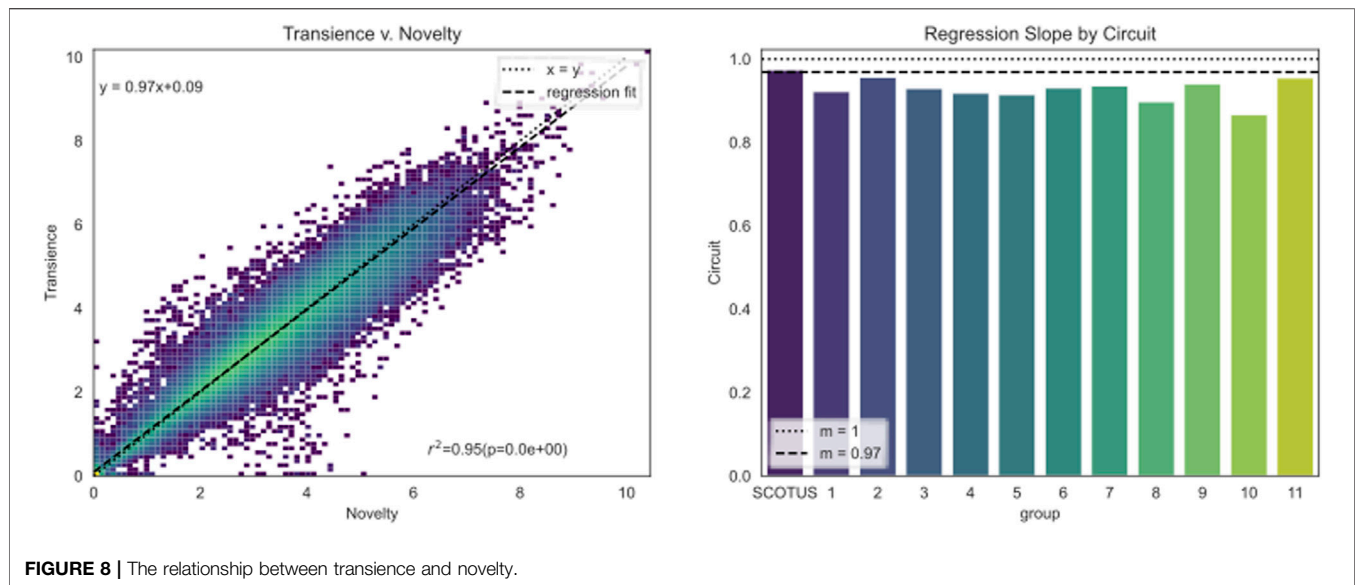 Transience v. Novelty
y = 0.97x+0.09
x = y
regression fit
r²=0.95(p=0.0e+00)
10
8
6
4
2
0
Transience
0 2 4 6 8 10
Novelty
Regression Slope by Circuit
1.0
0.8
0.6
0.4
0.2
0.0
Circuit
m = 1
m = 0.97
SCOTUS 1 2 3 4 5 6 7 8 9 10 11
group
FIGURE 8 | The relationship between transience and novelty.